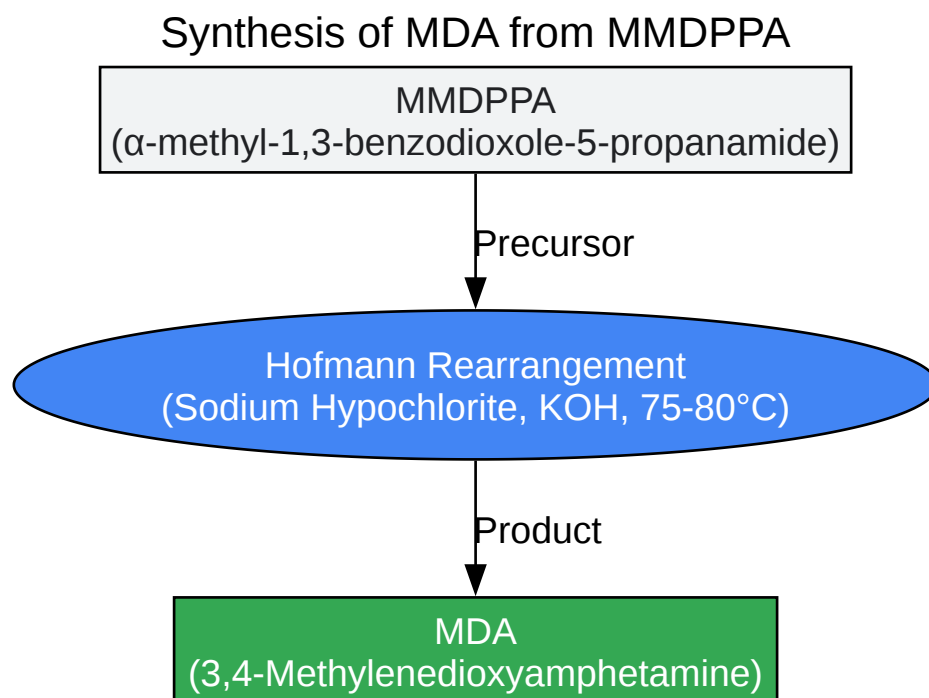 Synthesis of MDA from MMDPPA
MMDPPA
(α-methyl-1,3-benzodioxole-5-propanamide)
Precursor
Hofmann Rearrangement
(Sodium Hypochlorite, KOH, 75-80°C)
Product
MDA
(3,4-Methylenedioxyamphetamine)